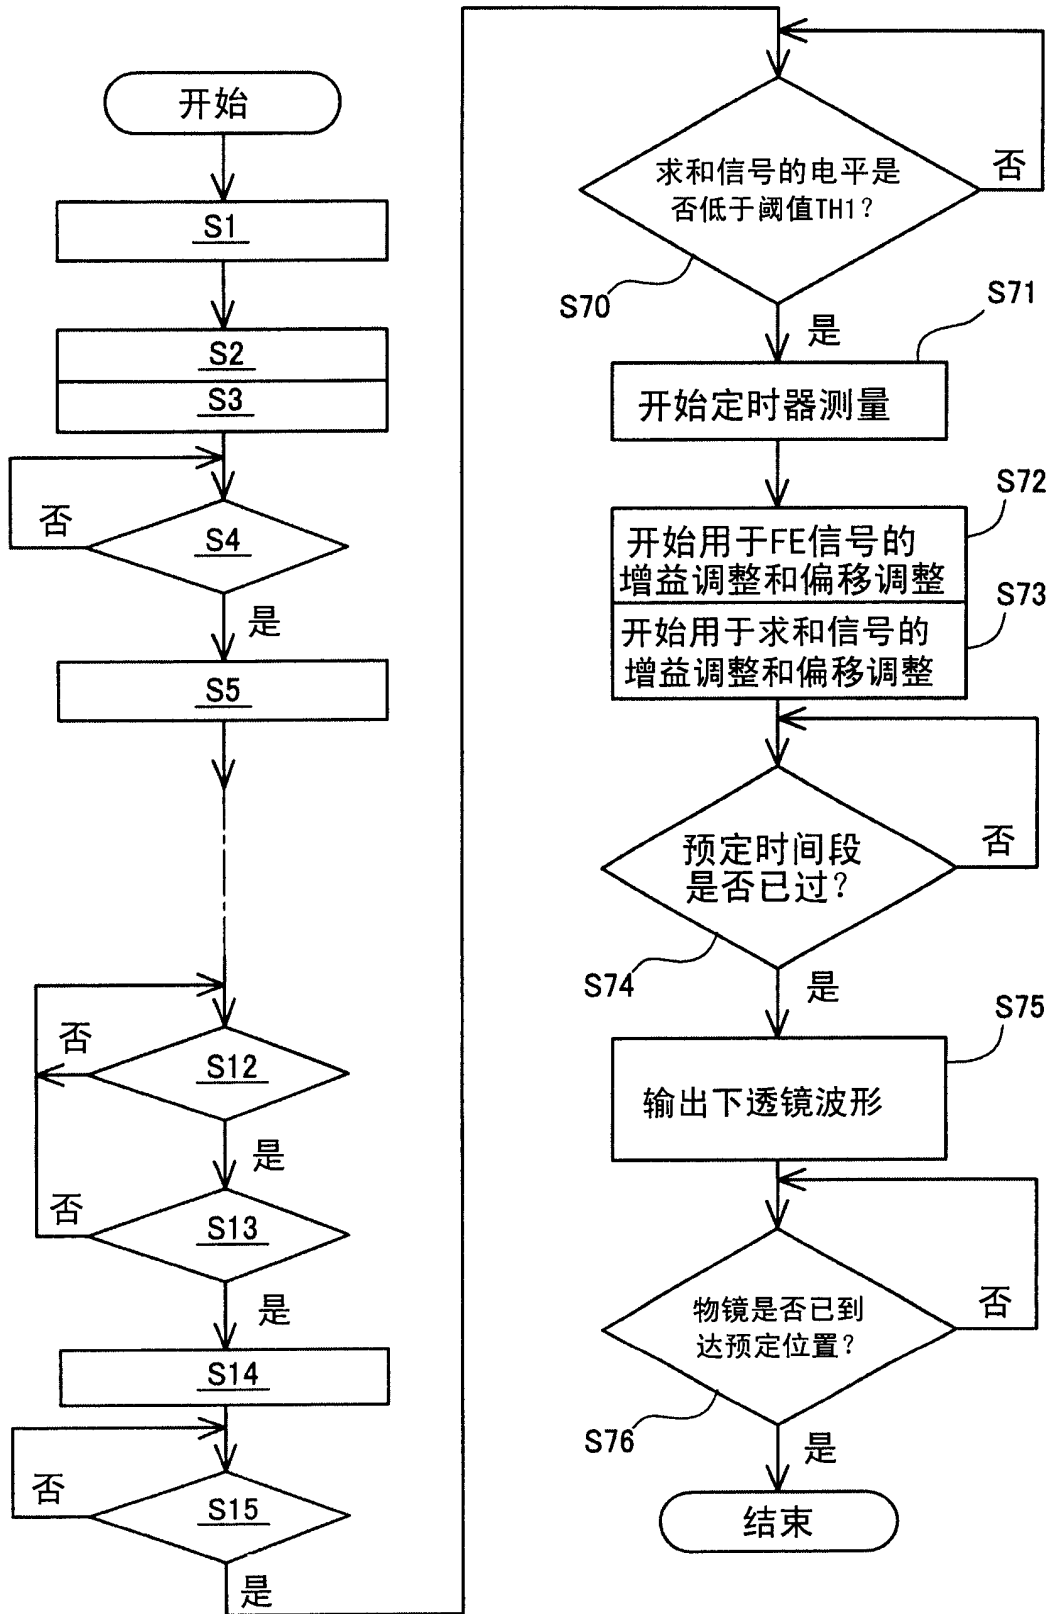 开始
S1
S2
S3
否
S4
是
S5
否
S12
是
否
S13
是
S14
否
S15
是
求和信号的电平是
否低于阈值TH1?
否
S70
是
S71
开始定时器测量
S72
开始用于FE信号的
增益调整和偏移调整
S73
开始用于求和信号的
增益调整和偏移调整
预定时间段
是否已过?
否
S74
是
S75
输出下透镜波形
物镜是否已到
达预定位置?
否
S76
是
结束